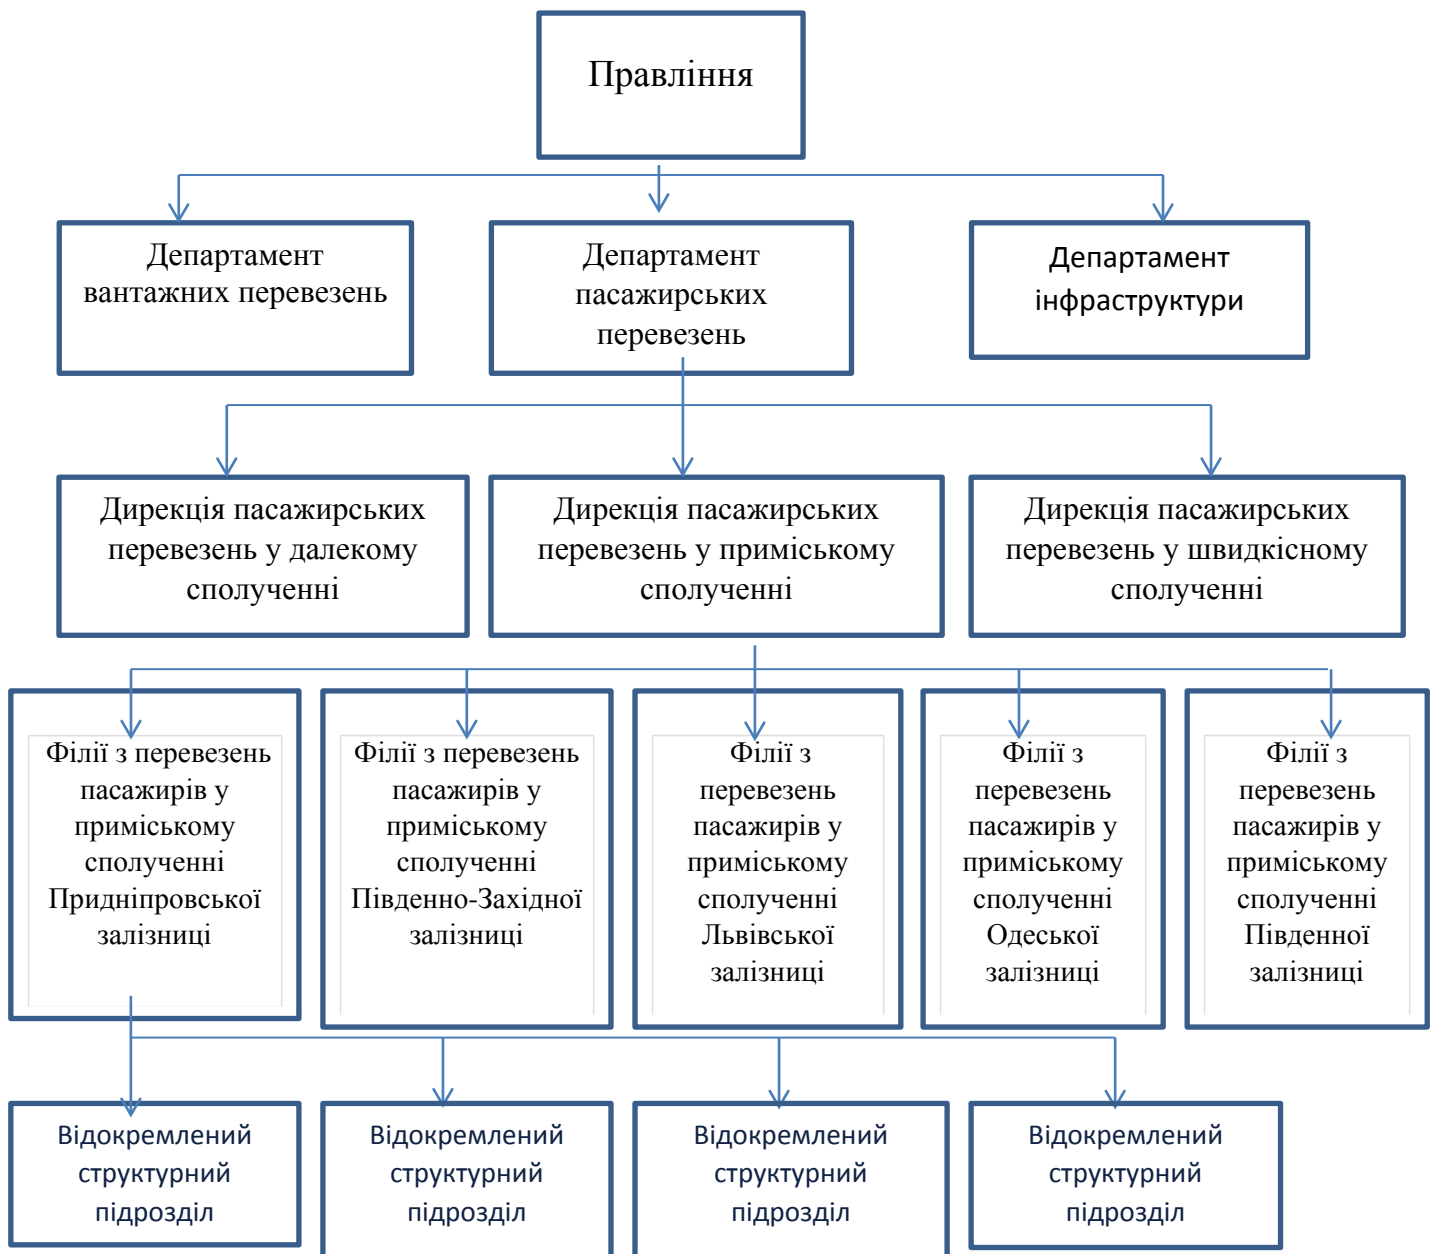 Правління
Департамент
вантажних перевезень
Департамент
пасажирських
перевезень
Департамент
інфраструктури
Дирекція пасажирських
перевезень у далекому
сполученні
Дирекція пасажирських
перевезень у приміському
сполученні
Дирекція пасажирських
перевезень у швидкісному
сполученні
Філії з перевезень
пасажирів у
приміському
сполученні
Придніпровської
залізниці
Філії з перевезень
пасажирів у
приміському
сполученні
Південно-Західної
залізниці
Філії з
перевезень
пасажирів у
приміському
сполученні
Львівської
залізниці
Філії з
перевезень
пасажирів у
приміському
сполученні
Одеської
залізниці
Філії з
перевезень
пасажирів у
приміському
сполученні
Південної
залізниці
Відокремлений
структурний
підрозділ
Відокремлений
структурний
підрозділ
Відокремлений
структурний
підрозділ
Відокремлений
структурний
підрозділ